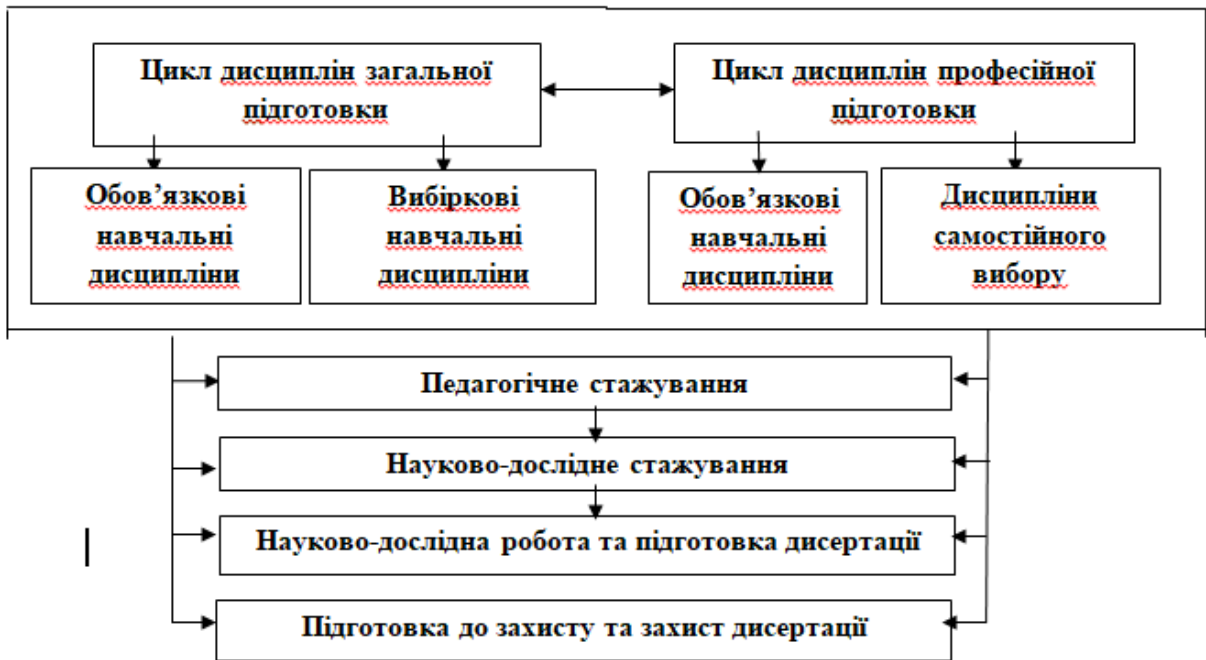 Цикл дисциплін загальної
підготовки
Цикл дисциплін професійної
підготовки
Обов’язкові
навчальні
дисципліни
Вибіркові
навчальні
дисципліни
Обов’язкові
навчальні
дисципліни
Дисципліни
самостійного
вибору
Педагогічне стажування
Науково-дослідне стажування
Науково-дослідна робота та підготовка дисертації
Підготовка до захисту та захист дисертації